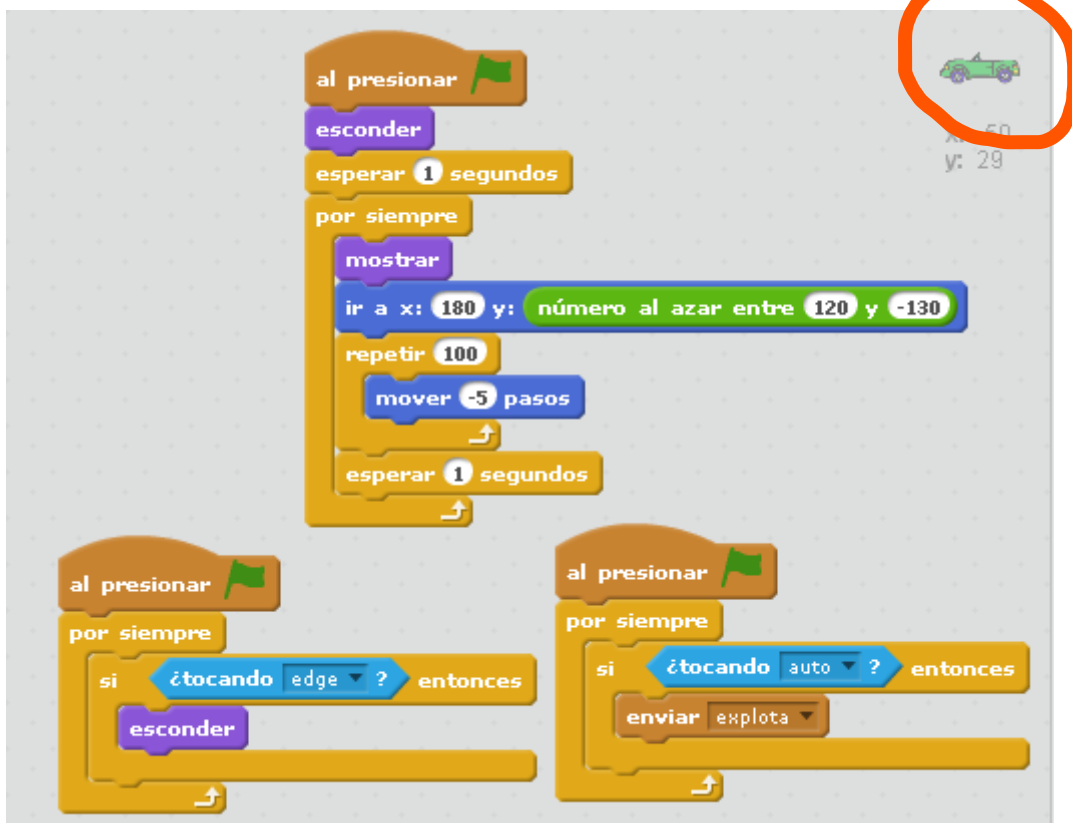 al presionar
esconder
esperar 1 segundos
por siempre
mostrar
ir a x: 180 y: número al azar entre 120 y -130
repetir 100
mover -5 pasos
esperar 1 segundos
y: 29
al presionar
por siempre
si ¿tocando edge ? entonces
esconder
al presionar
por siempre
si ¿tocando auto ? entonces
enviar explota